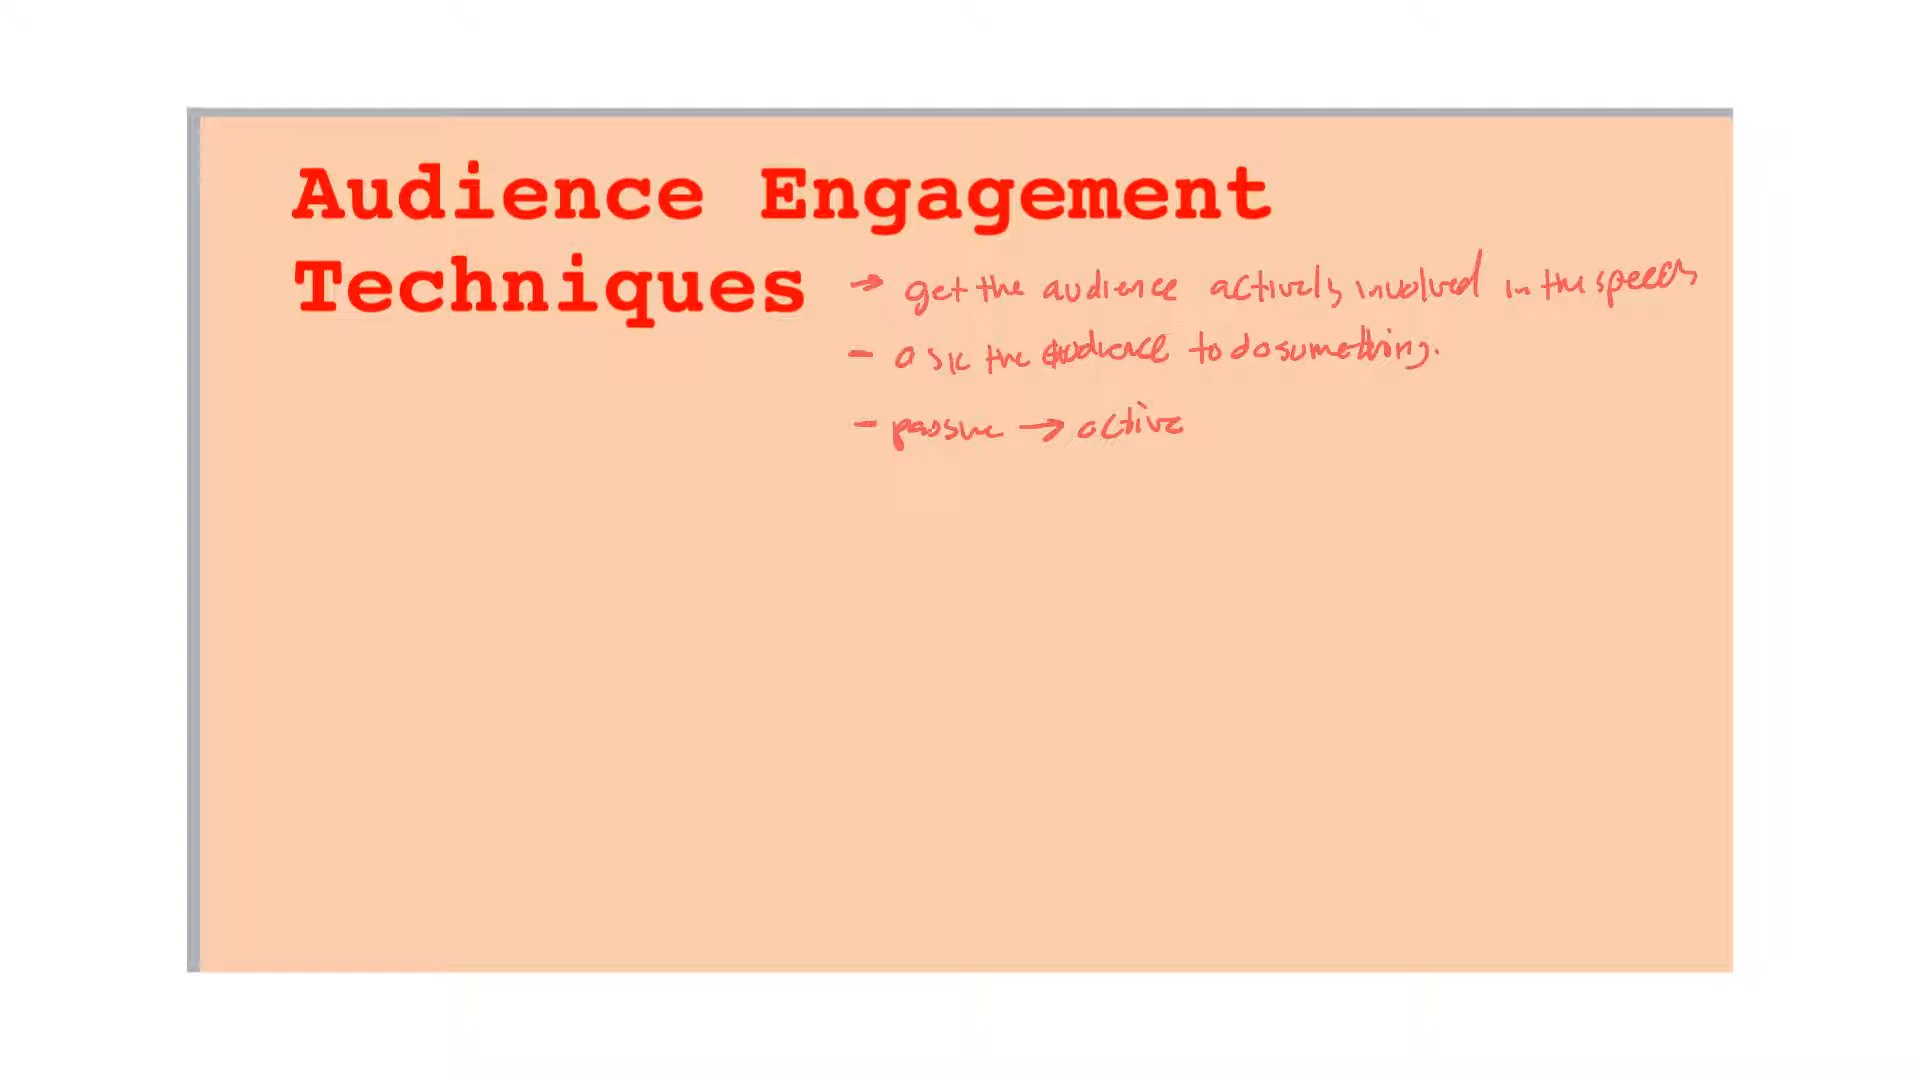 Audience Engagement
Techniques → get the audience actively involved in the speech
- ask the audience to do something.
- passive → active